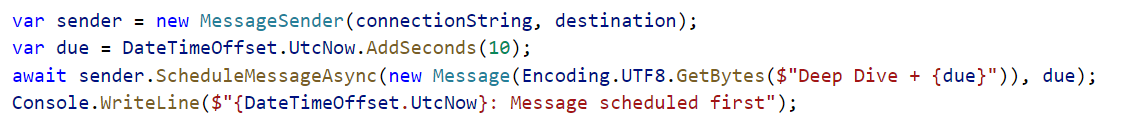 var sender = new MessageSender(connectionString, destination);
var due = DateTimeOffset.UtcNow.AddSeconds(10);
await sender.ScheduleMessageAsync(new Message(Encoding.UTF8.GetBytes($"Deep Dive + {due}")), due);
Console.WriteLine($"{DateTimeOffset.UtcNow}: Message scheduled first");